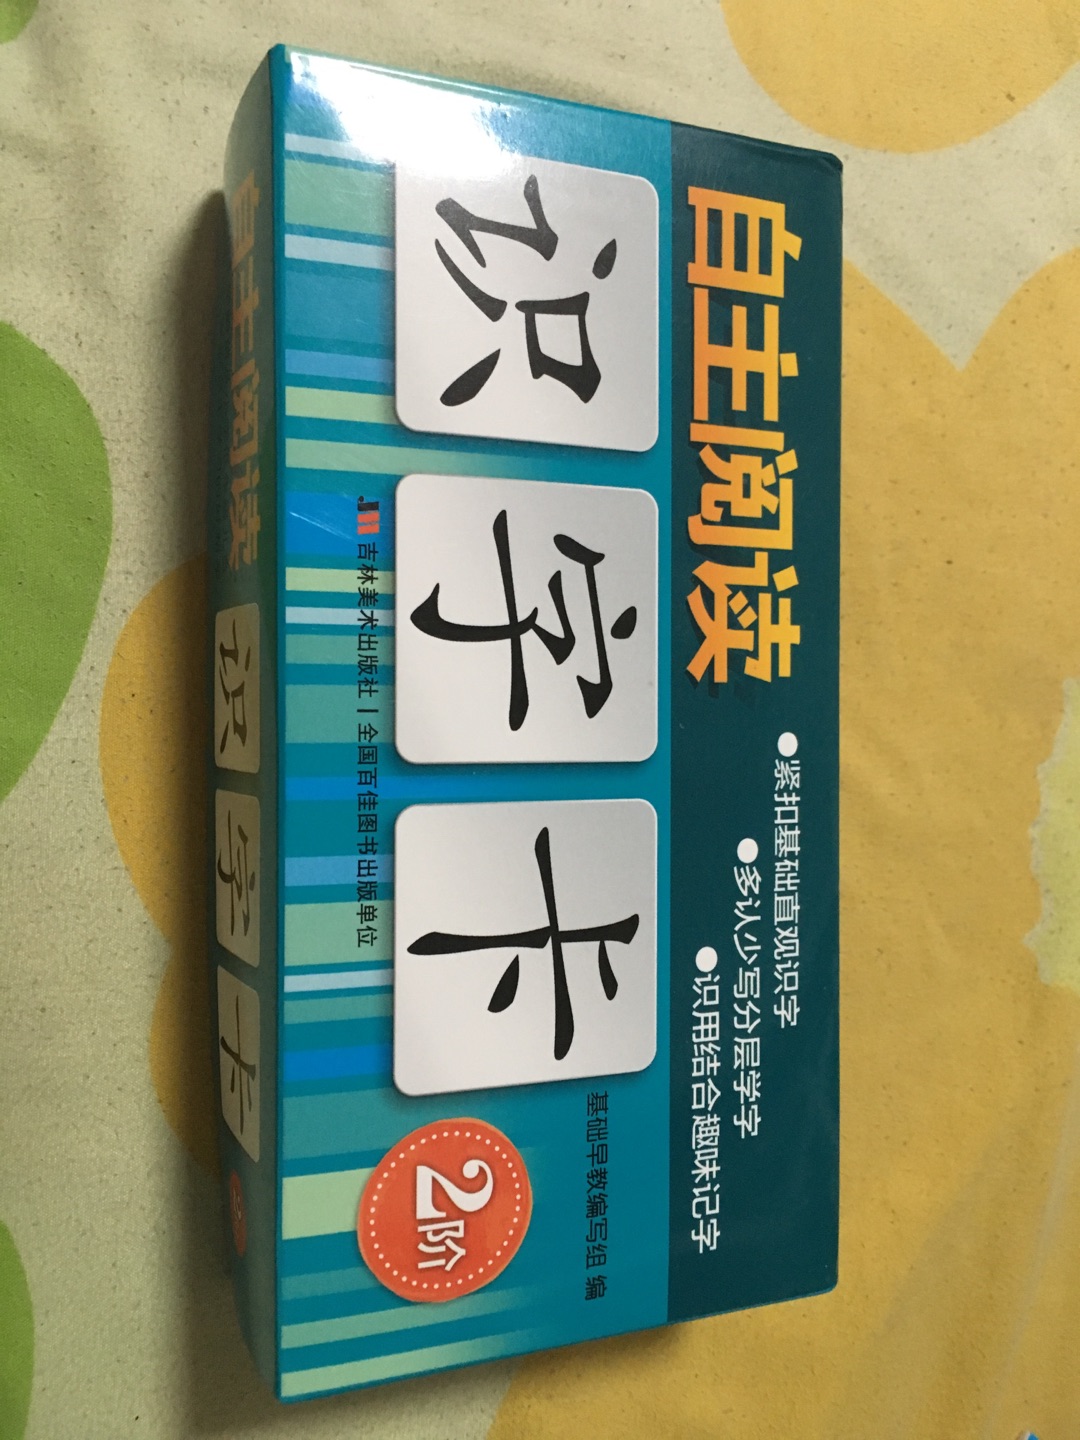 自主阅读
●紧扣基础直观识字
●多认少写分层学字
●识用结合趣味记字
识字卡
基础早教编写组 编
2阶
吉林美术出版社 | 全国百佳图书出版单位
自主阅读 识字卡 2阶